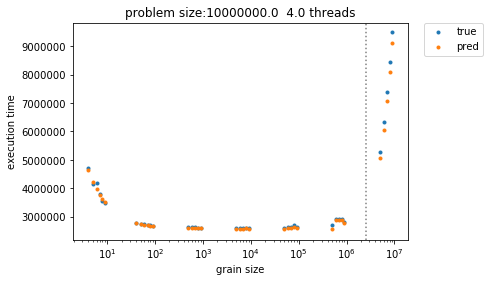 problem size:10000000.0  4.0 threads
true
pred
9000000
8000000
7000000
6000000
5000000
4000000
3000000
execution time
10¹ 10² 10³ 10⁴ 10⁵ 10⁶ 10⁷
grain size